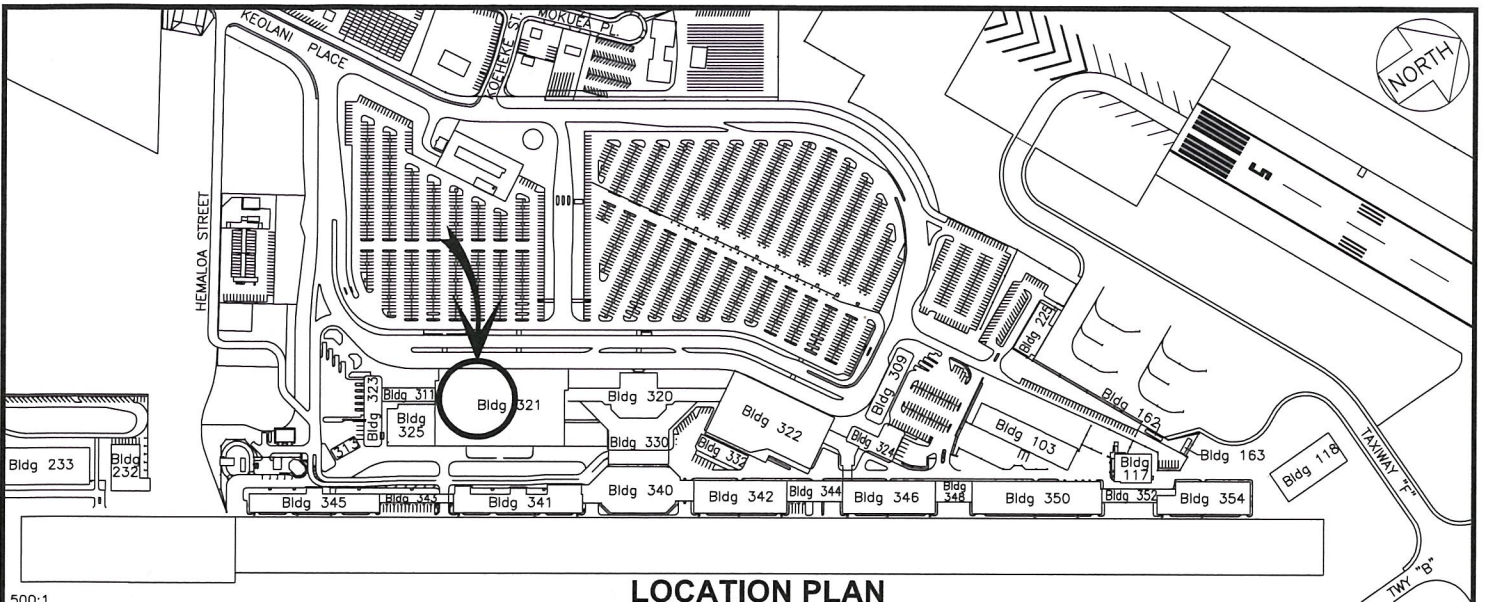 KEOLANI PLACE
KOEHEKE ST.
MOKUEA PL.
NORTH
HEMALOA STREET
5
Bldg 225
Bldg 309
Bldg 323
Bldg 311
Bldg 321
Bldg 320
Bldg 322
Bldg 162
Bldg 325
313
Bldg 330
Bldg 332
Bldg 324
Bldg 103
Bldg 163
Bldg 117
Bldg 118
TAXIWAY "F"
Bldg 233
Bldg 232
Bldg 345
Bldg 343
Bldg 341
Bldg 340
Bldg 342
Bldg 344
Bldg 346
Bldg 348
Bldg 350
Bldg 352
Bldg 354
TWY "B"
500:1
LOCATION PLAN